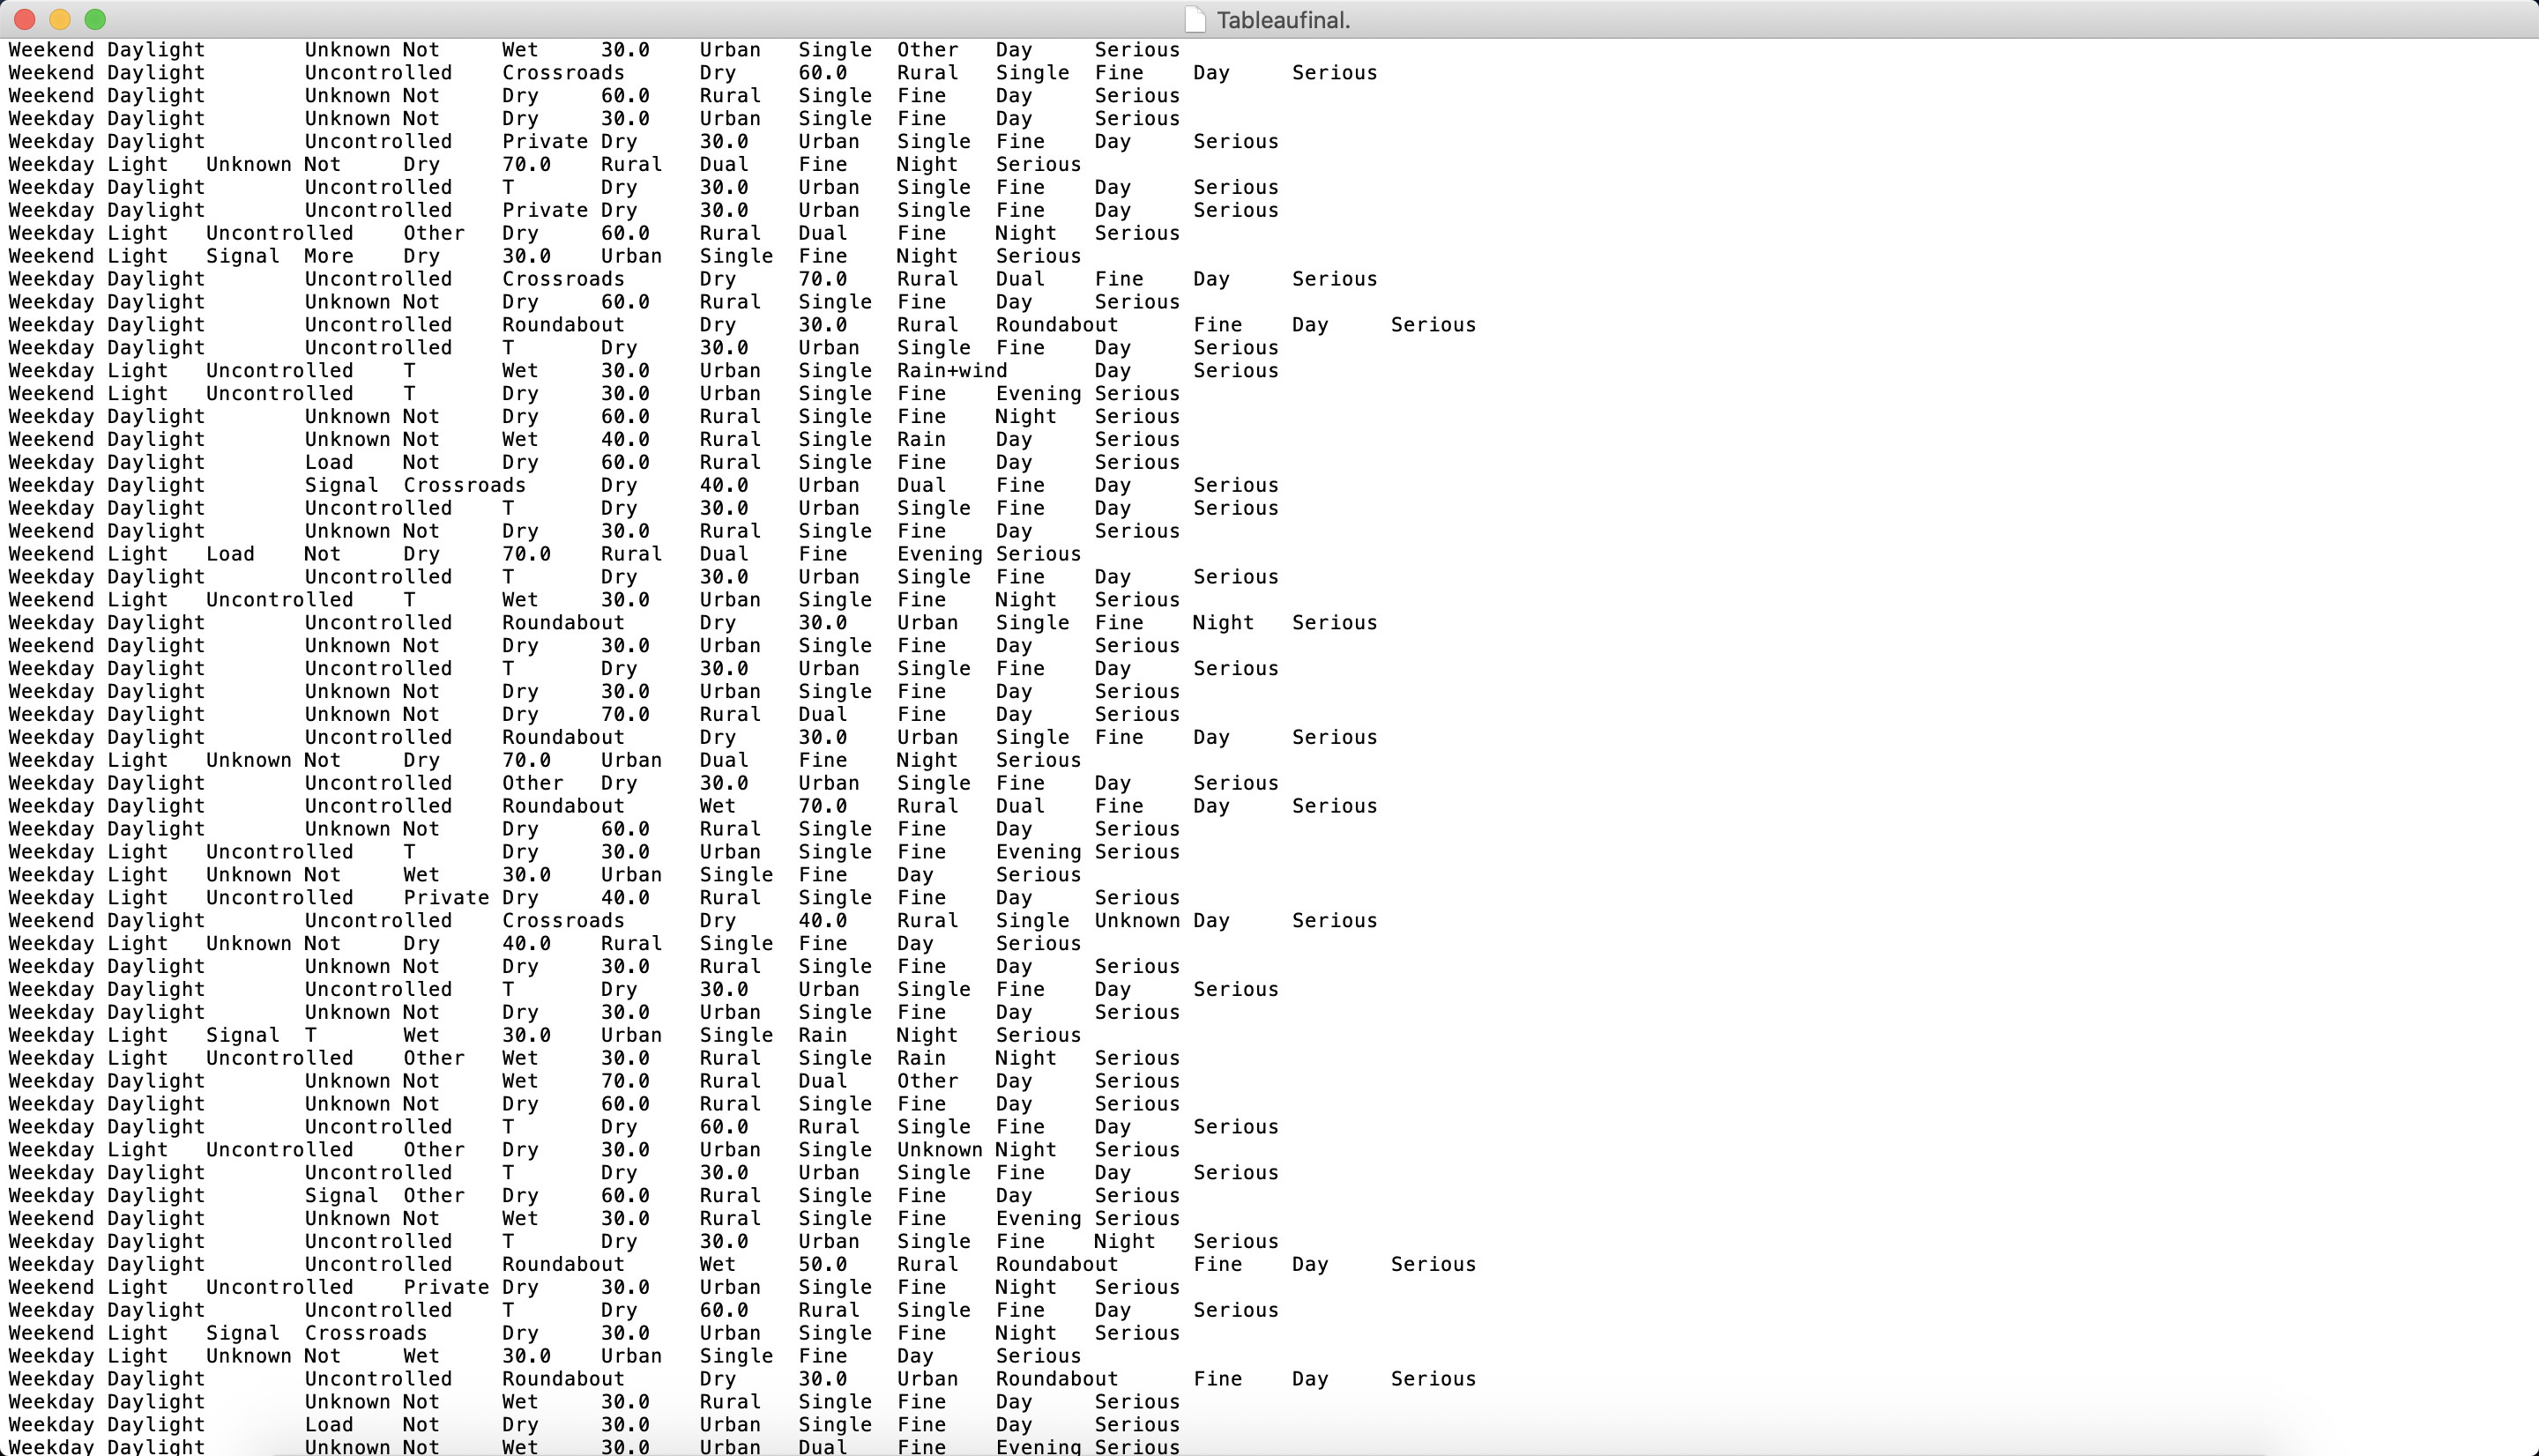 Tableaufinal.
Weekend Daylight Unknown Not Wet 30.0 Urban Single Other Day Serious
Weekend Daylight Uncontrolled Crossroads Dry 60.0 Rural Single Fine Day Serious
Weekend Daylight Unknown Not Dry 60.0 Rural Single Fine Day Serious
Weekday Daylight Unknown Not Dry 30.0 Urban Single Fine Day Serious
Weekday Daylight Uncontrolled Private Dry 30.0 Urban Single Fine Day Serious
Weekday Light Unknown Not Dry 70.0 Rural Dual Fine Night Serious
Weekday Daylight Uncontrolled T Dry 30.0 Urban Single Fine Day Serious
Weekday Daylight Uncontrolled Private Dry 30.0 Urban Single Fine Day Serious
Weekday Light Uncontrolled Other Dry 60.0 Rural Dual Fine Night Serious
Weekend Light Signal More Dry 30.0 Urban Single Fine Night Serious
Weekday Daylight Uncontrolled Crossroads Dry 70.0 Rural Dual Fine Day Serious
Weekday Daylight Unknown Not Dry 60.0 Rural Single Fine Day Serious
Weekday Daylight Uncontrolled Roundabout Dry 30.0 Rural Roundabout Fine Day Serious
Weekday Daylight Uncontrolled T Dry 30.0 Urban Single Fine Day Serious
Weekday Light Uncontrolled T Wet 30.0 Urban Single Rain+wind Day Serious
Weekend Light Uncontrolled T Dry 30.0 Urban Single Fine Evening Serious
Weekday Daylight Unknown Not Dry 60.0 Rural Single Fine Night Serious
Weekend Daylight Unknown Not Wet 40.0 Rural Single Rain Day Serious
Weekday Daylight Load Not Dry 60.0 Rural Single Fine Day Serious
Weekday Daylight Signal Crossroads Dry 40.0 Urban Dual Fine Day Serious
Weekday Daylight Uncontrolled T Dry 30.0 Urban Single Fine Day Serious
Weekend Daylight Unknown Not Dry 30.0 Rural Single Fine Day Serious
Weekend Light Load Not Dry 70.0 Rural Dual Fine Evening Serious
Weekday Daylight Uncontrolled T Dry 30.0 Urban Single Fine Day Serious
Weekend Light Uncontrolled T Wet 30.0 Urban Single Fine Night Serious
Weekday Daylight Uncontrolled Roundabout Dry 30.0 Urban Single Fine Night Serious
Weekend Daylight Unknown Not Dry 30.0 Urban Single Fine Day Serious
Weekday Daylight Uncontrolled T Dry 30.0 Urban Single Fine Day Serious
Weekday Daylight Unknown Not Dry 30.0 Urban Single Fine Day Serious
Weekday Daylight Unknown Not Dry 70.0 Rural Dual Fine Day Serious
Weekday Daylight Uncontrolled Roundabout Dry 30.0 Urban Single Fine Day Serious
Weekday Light Unknown Not Dry 70.0 Urban Dual Fine Night Serious
Weekday Daylight Uncontrolled Other Dry 30.0 Urban Single Fine Day Serious
Weekday Daylight Uncontrolled Roundabout Wet 70.0 Rural Dual Fine Day Serious
Weekday Daylight Unknown Not Dry 60.0 Rural Single Fine Day Serious
Weekday Light Uncontrolled T Dry 30.0 Urban Single Fine Evening Serious
Weekday Light Unknown Not Wet 30.0 Urban Single Fine Day Serious
Weekday Light Uncontrolled Private Dry 40.0 Rural Single Fine Day Serious
Weekend Daylight Uncontrolled Crossroads Dry 40.0 Rural Single Unknown Day Serious
Weekday Light Unknown Not Dry 40.0 Rural Single Fine Day Serious
Weekday Daylight Unknown Not Dry 30.0 Rural Single Fine Day Serious
Weekday Daylight Uncontrolled T Dry 30.0 Urban Single Fine Day Serious
Weekday Daylight Unknown Not Dry 30.0 Urban Single Fine Day Serious
Weekday Light Signal T Wet 30.0 Urban Single Rain Night Serious
Weekday Light Uncontrolled Other Wet 30.0 Rural Single Rain Night Serious
Weekday Daylight Unknown Not Wet 70.0 Rural Dual Other Day Serious
Weekday Daylight Unknown Not Dry 60.0 Rural Single Fine Day Serious
Weekday Daylight Uncontrolled T Dry 60.0 Rural Single Fine Day Serious
Weekday Light Uncontrolled Other Dry 30.0 Urban Single Unknown Night Serious
Weekday Daylight Uncontrolled T Dry 30.0 Urban Single Fine Day Serious
Weekday Daylight Signal Other Dry 60.0 Rural Single Fine Day Serious
Weekend Daylight Unknown Not Wet 30.0 Rural Single Fine Evening Serious
Weekday Daylight Uncontrolled T Dry 30.0 Urban Single Fine Night Serious
Weekday Daylight Uncontrolled Roundabout Wet 50.0 Rural Roundabout Fine Day Serious
Weekend Light Uncontrolled Private Dry 30.0 Urban Single Fine Night Serious
Weekday Daylight Uncontrolled T Dry 60.0 Rural Single Fine Day Serious
Weekend Light Signal Crossroads Dry 30.0 Urban Single Fine Night Serious
Weekday Light Unknown Not Wet 30.0 Urban Single Fine Day Serious
Weekday Daylight Uncontrolled Roundabout Dry 30.0 Urban Roundabout Fine Day Serious
Weekday Daylight Unknown Not Wet 30.0 Rural Single Fine Day Serious
Weekday Daylight Load Not Dry 30.0 Urban Single Fine Day Serious
Weekday Daylight Unknown Not Wet 30.0 Urban Dual Fine Evening Serious